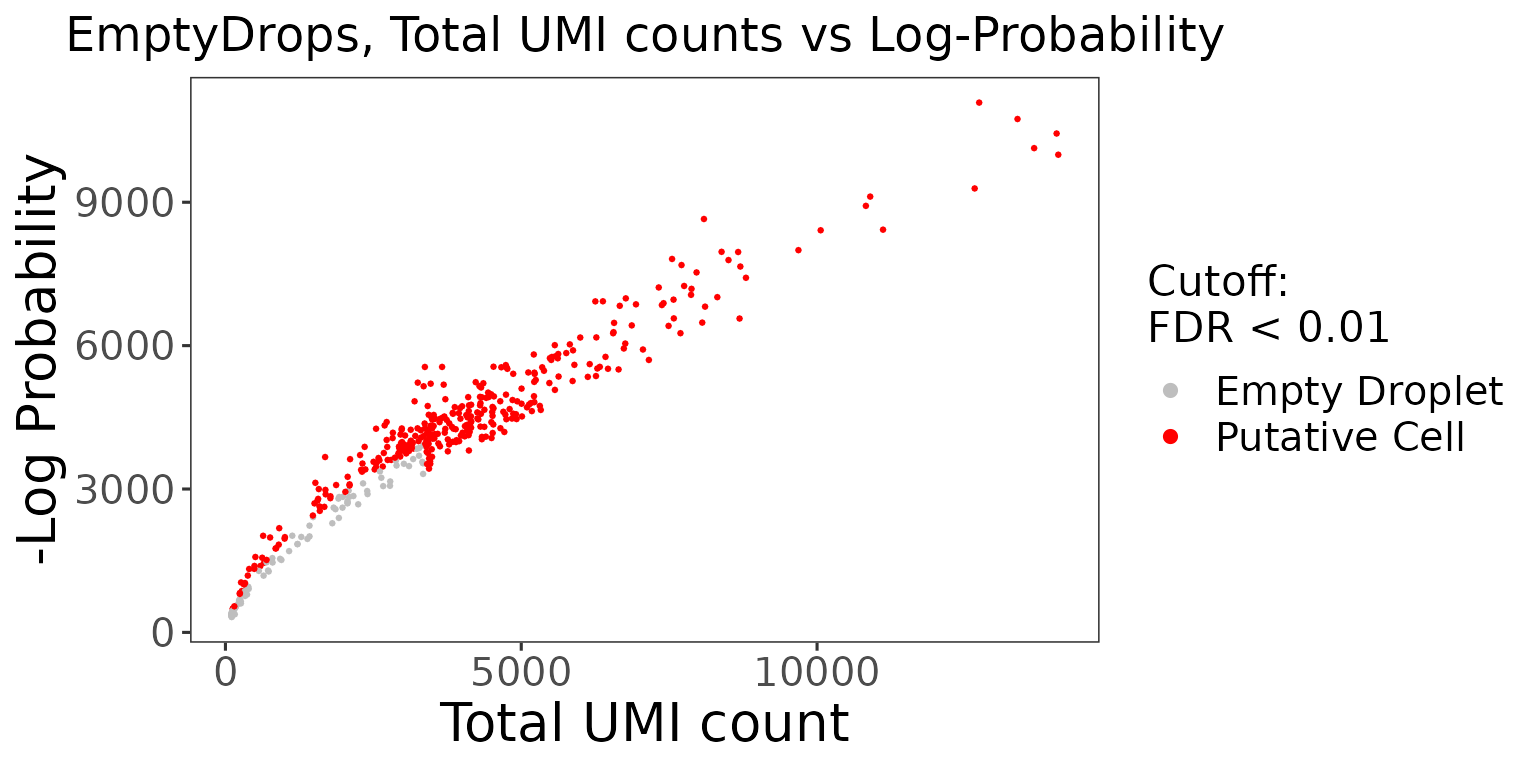 EmptyDrops, Total UMI counts vs Log-Probability
-Log Probability
9000
6000
3000
0
0 5000 10000
Total UMI count
Cutoff:
FDR < 0.01
Empty Droplet
Putative Cell